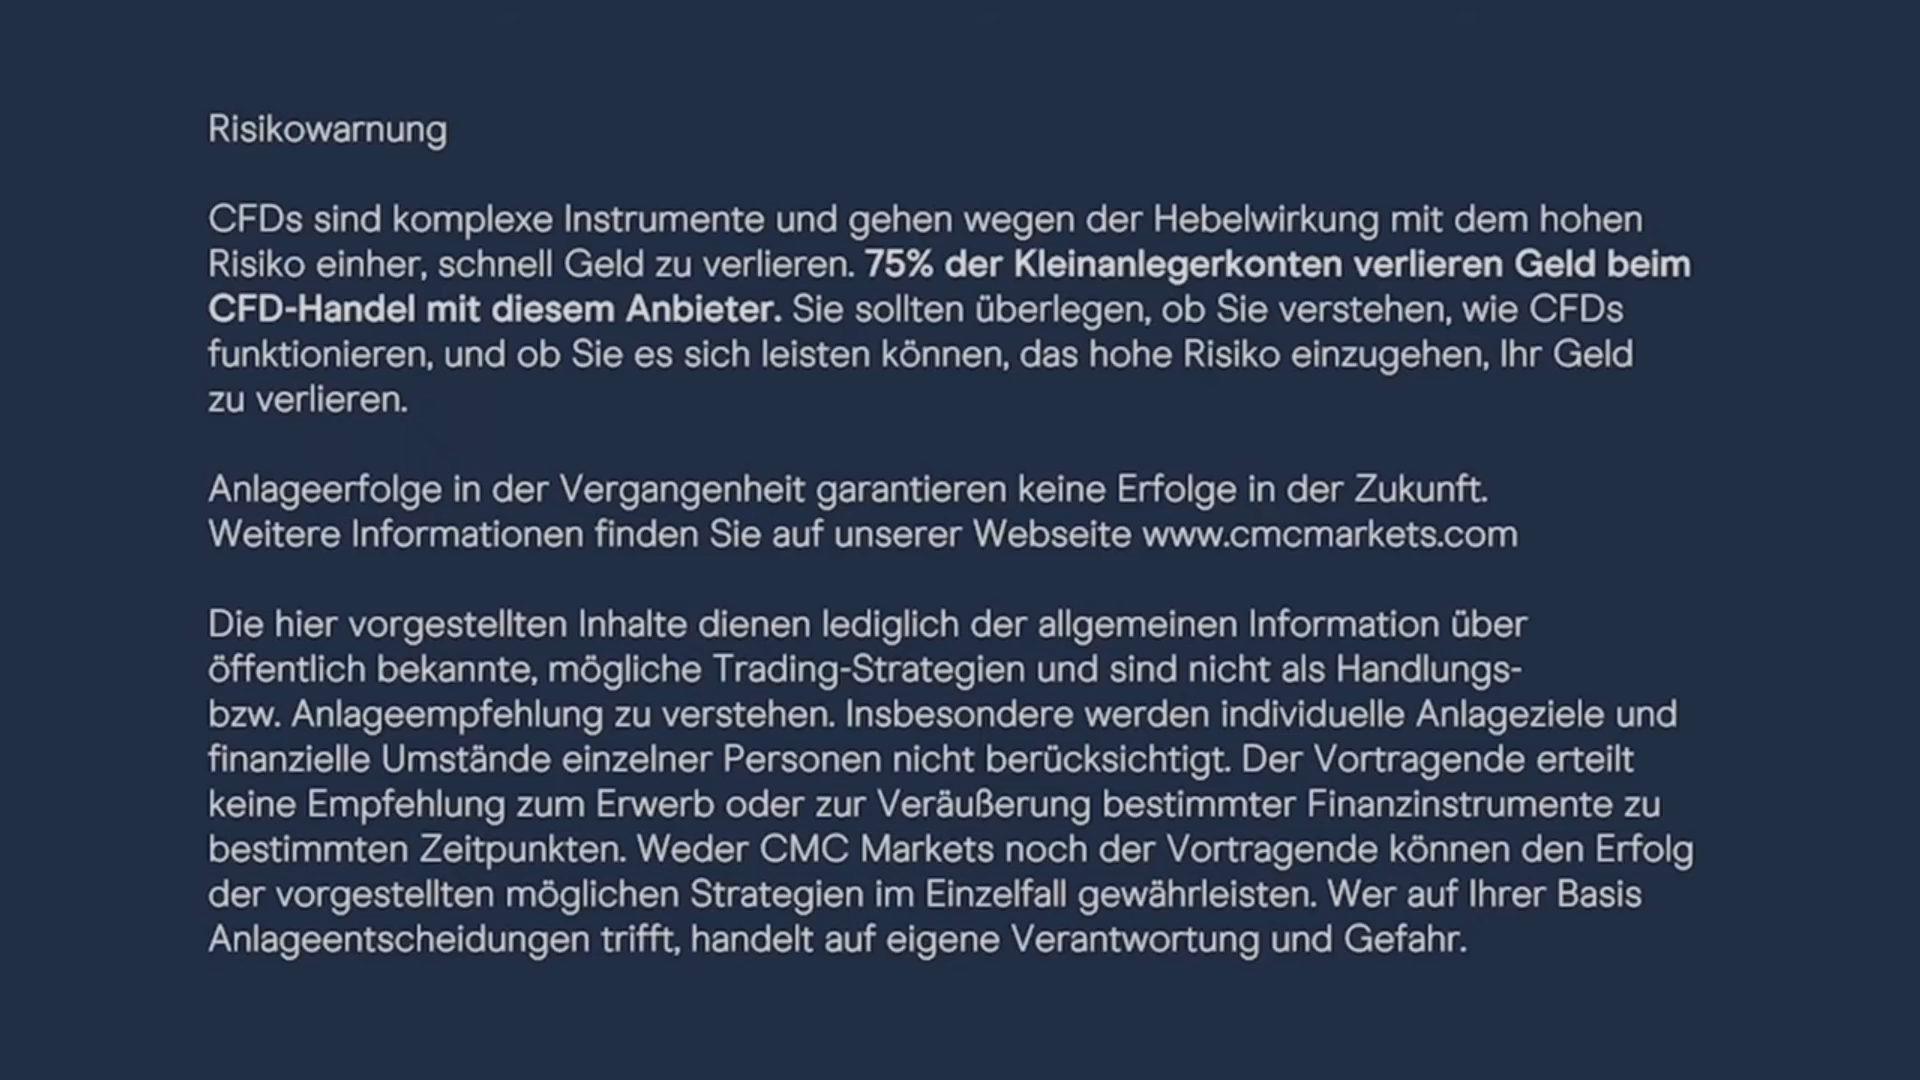 Risikowarnung
CFDs sind komplexe Instrumente und gehen wegen der Hebelwirkung mit dem hohen
Risiko einher, schnell Geld zu verlieren. 75% der Kleinanlegerkonten verlieren Geld beim
CFD-Handel mit diesem Anbieter. Sie sollten überlegen, ob Sie verstehen, wie CFDs
funktionieren, und ob Sie es sich leisten können, das hohe Risiko einzugehen, Ihr Geld
zu verlieren.
Anlageerfolge in der Vergangenheit garantieren keine Erfolge in der Zukunft.
Weitere Informationen finden Sie auf unserer Webseite www.cmcmarkets.com
Die hier vorgestellten Inhalte dienen lediglich der allgemeinen Information über
öffentlich bekannte, mögliche Trading-Strategien und sind nicht als Handlungs-
bzw. Anlageempfehlung zu verstehen. Insbesondere werden individuelle Anlageziele und
finanzielle Umstände einzelner Personen nicht berücksichtigt. Der Vortragende erteilt
keine Empfehlung zum Erwerb oder zur Veräußerung bestimmter Finanzinstrumente zu
bestimmten Zeitpunkten. Weder CMC Markets noch der Vortragende können den Erfolg
der vorgestellten möglichen Strategien im Einzelfall gewährleisten. Wer auf Ihrer Basis
Anlageentscheidungen trifft, handelt auf eigene Verantwortung und Gefahr.